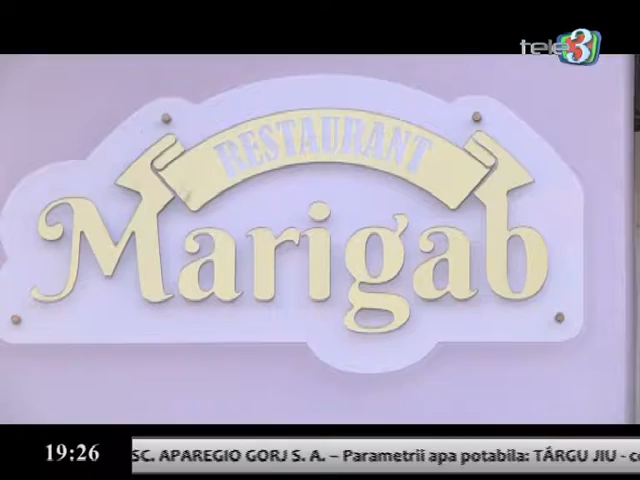 tele3
RESTAURANT
Marigab
19:26
SC. APAREGIO GORJ S. A. – Parametrii apa potabila: TÂRGU JIU - c